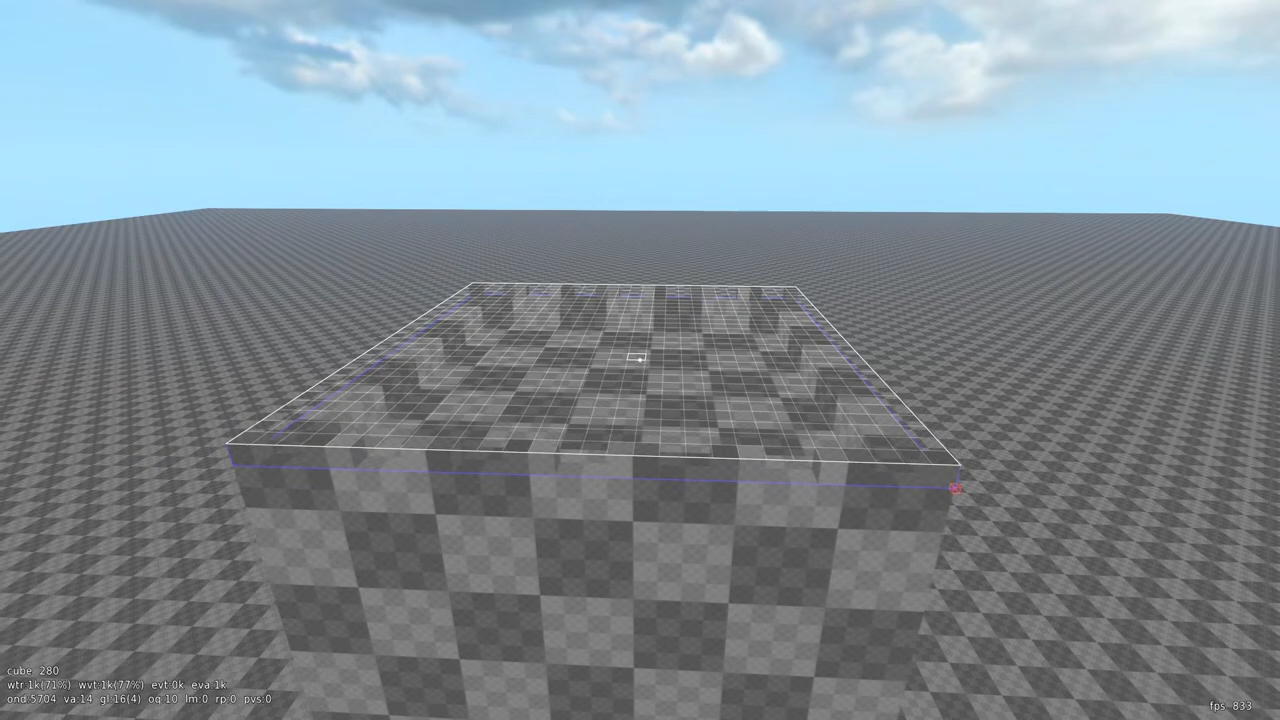 cube 280
wtr:1k(71%) wvt:1k(77%) evt:0k eva:1k
ond:5704 va:14 gl:16(4) oq:10 lm:0 rp:0 pvs:0
fps 833